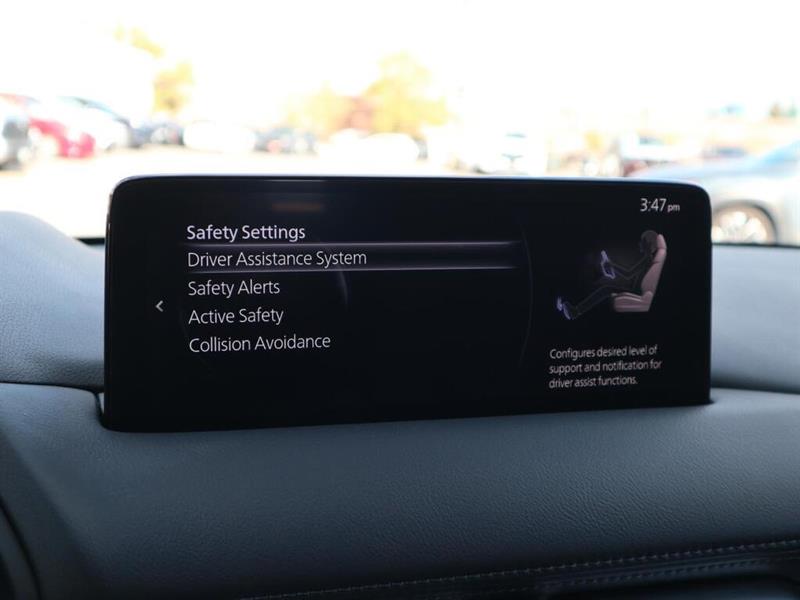 3:47 pm
Safety Settings
Driver Assistance System
Safety Alerts
Active Safety
Collision Avoidance
Configures desired level of
support and notification for
driver assist functions.